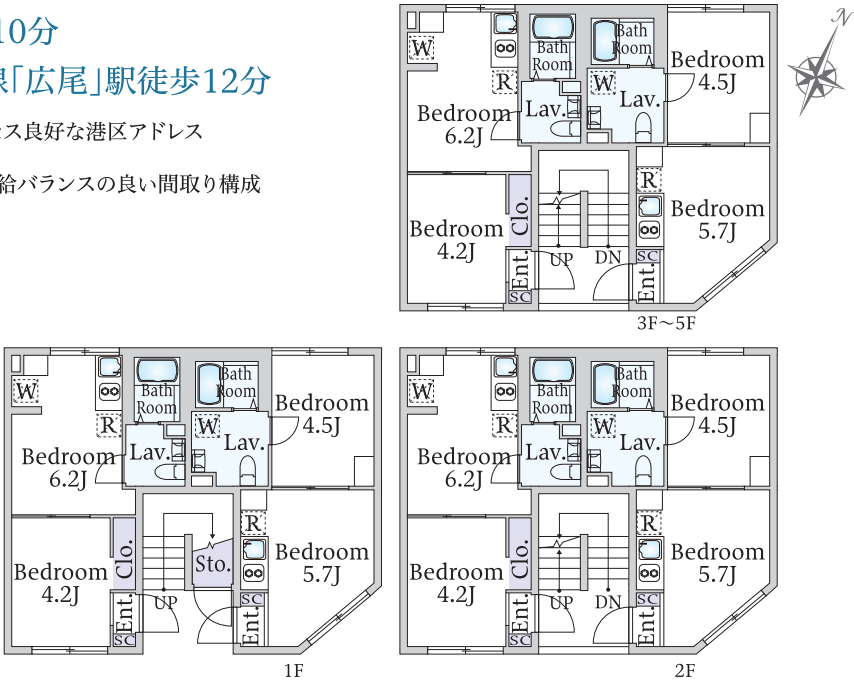 10分
線「広尾」駅徒歩12分
ス良好な港区アドレス
給バランスの良い間取り構成
N
W
Bath
Room
Bath
Room
Bedroom
4.5J
R
W
Bedroom
6.2J
Lav.
Lav.
R
Bedroom
5.7J
Bedroom
4.2J
Clo.
Ent.
SC
UP
DN
SC
Ent.
3F〜5F
W
Bath
Room
Bath
Room
Bedroom
4.5J
R
W
Bedroom
6.2J
Lav.
Lav.
R
Sto.
Bedroom
5.7J
Bedroom
4.2J
Clo.
Ent.
SC
UP
SC
Ent.
1F
W
Bath
Room
Bath
Room
Bedroom
4.5J
R
W
Bedroom
6.2J
Lav.
Lav.
R
Bedroom
5.7J
Bedroom
4.2J
Clo.
Ent.
SC
UP
DN
SC
Ent.
2F